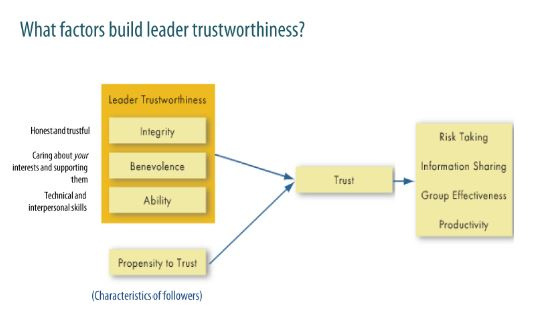 What factors build leader trustworthiness?
Leader Trustworthiness
Honest and trustful
Integrity
Caring about your
interests and supporting
them
Benevolence
Technical and
interpersonal skills
Ability
Propensity to Trust
(Characteristics of followers)
Trust
Risk Taking
Information Sharing
Group Effectiveness
Productivity